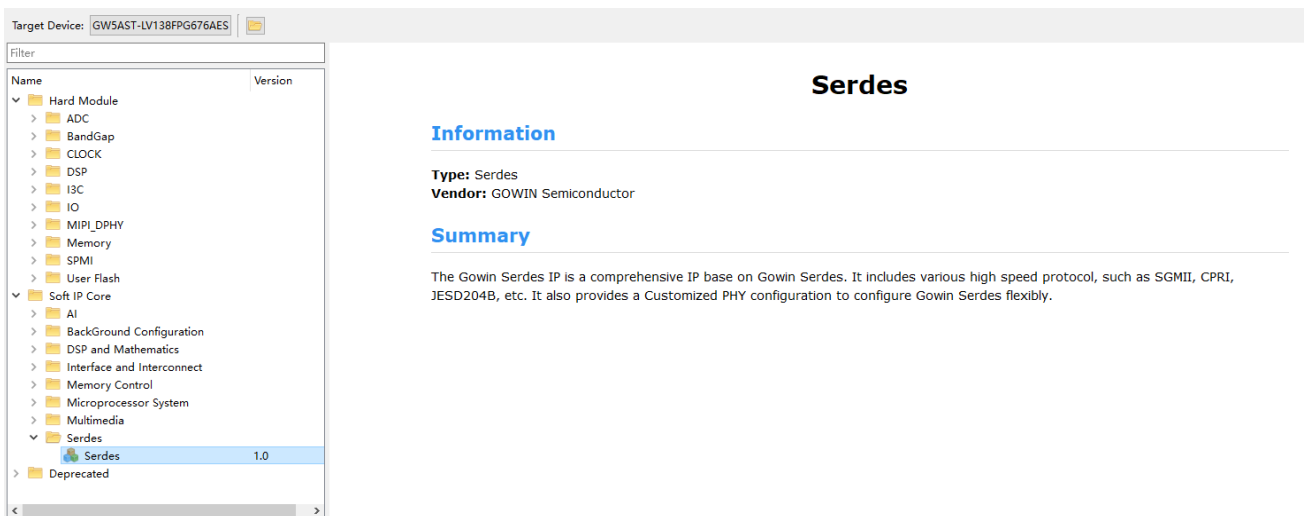 Target Device: GW5AST-LV138FPG676AES
Filter
Name Version
Hard Module
ADC
BandGap
CLOCK
DSP
I3C
IO
MIPI_DPHY
Memory
SPMI
User Flash
Soft IP Core
AI
BackGround Configuration
DSP and Mathematics
Interface and Interconnect
Memory Control
Microprocessor System
Multimedia
Serdes
Serdes 1.0
Deprecated
Serdes
Information
Type: Serdes
Vendor: GOWIN Semiconductor
Summary
The Gowin Serdes IP is a comprehensive IP base on Gowin Serdes. It includes various high speed protocol, such as SGMII, CPRI,
JESD204B, etc. It also provides a Customized PHY configuration to configure Gowin Serdes flexibly.